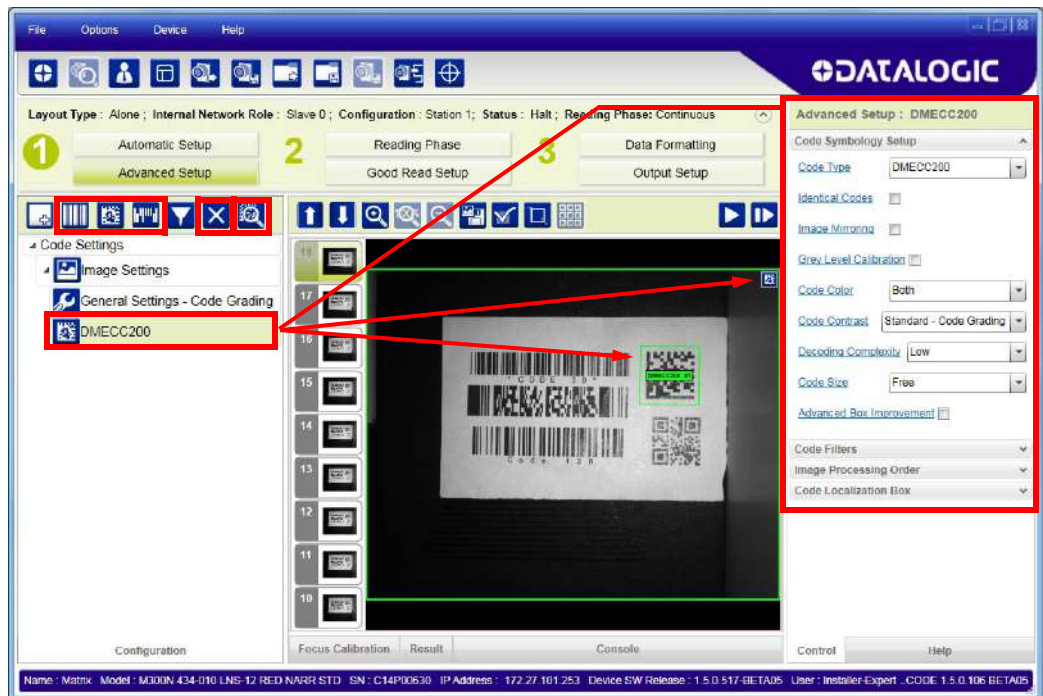 File Options Device Help
DATALOGIC
Layout Type : Alone ; Internal Network Role : Slave 0 ; Configuration : Station 1; Status : Halt ; Reading Phase: Continuous
1 Automatic Setup
Advanced Setup
2 Reading Phase
Good Read Setup
3 Data Formatting
Output Setup
Code Settings
Image Settings
General Settings - Code Grading
DMECC200
18
17
16
15
14
13
12
11
10
*CODE 39*
DMECC200 01
Code 128
Advanced Setup : DMECC200
Code Symbology Setup
Code Type DMECC200
Identical Codes
Image Mirroring
Grey Level Calibration
Code Color Both
Code Contrast Standard - Code Grading
Decoding Complexity Low
Code Size Free
Advanced Box Improvement
Code Filters
Image Processing Order
Code Localization Box
Configuration
Focus Calibration Result Console
Control Help
Name : Matrix Model : M300N 434-010 LNS-12 RED NARR STD SN : C14P00630 IP Address : 172.27.101.253 Device SW Release : 1.5.0.517-BETA05 User : Installer-Expert ..CODE 1.5.0.106 BETA05